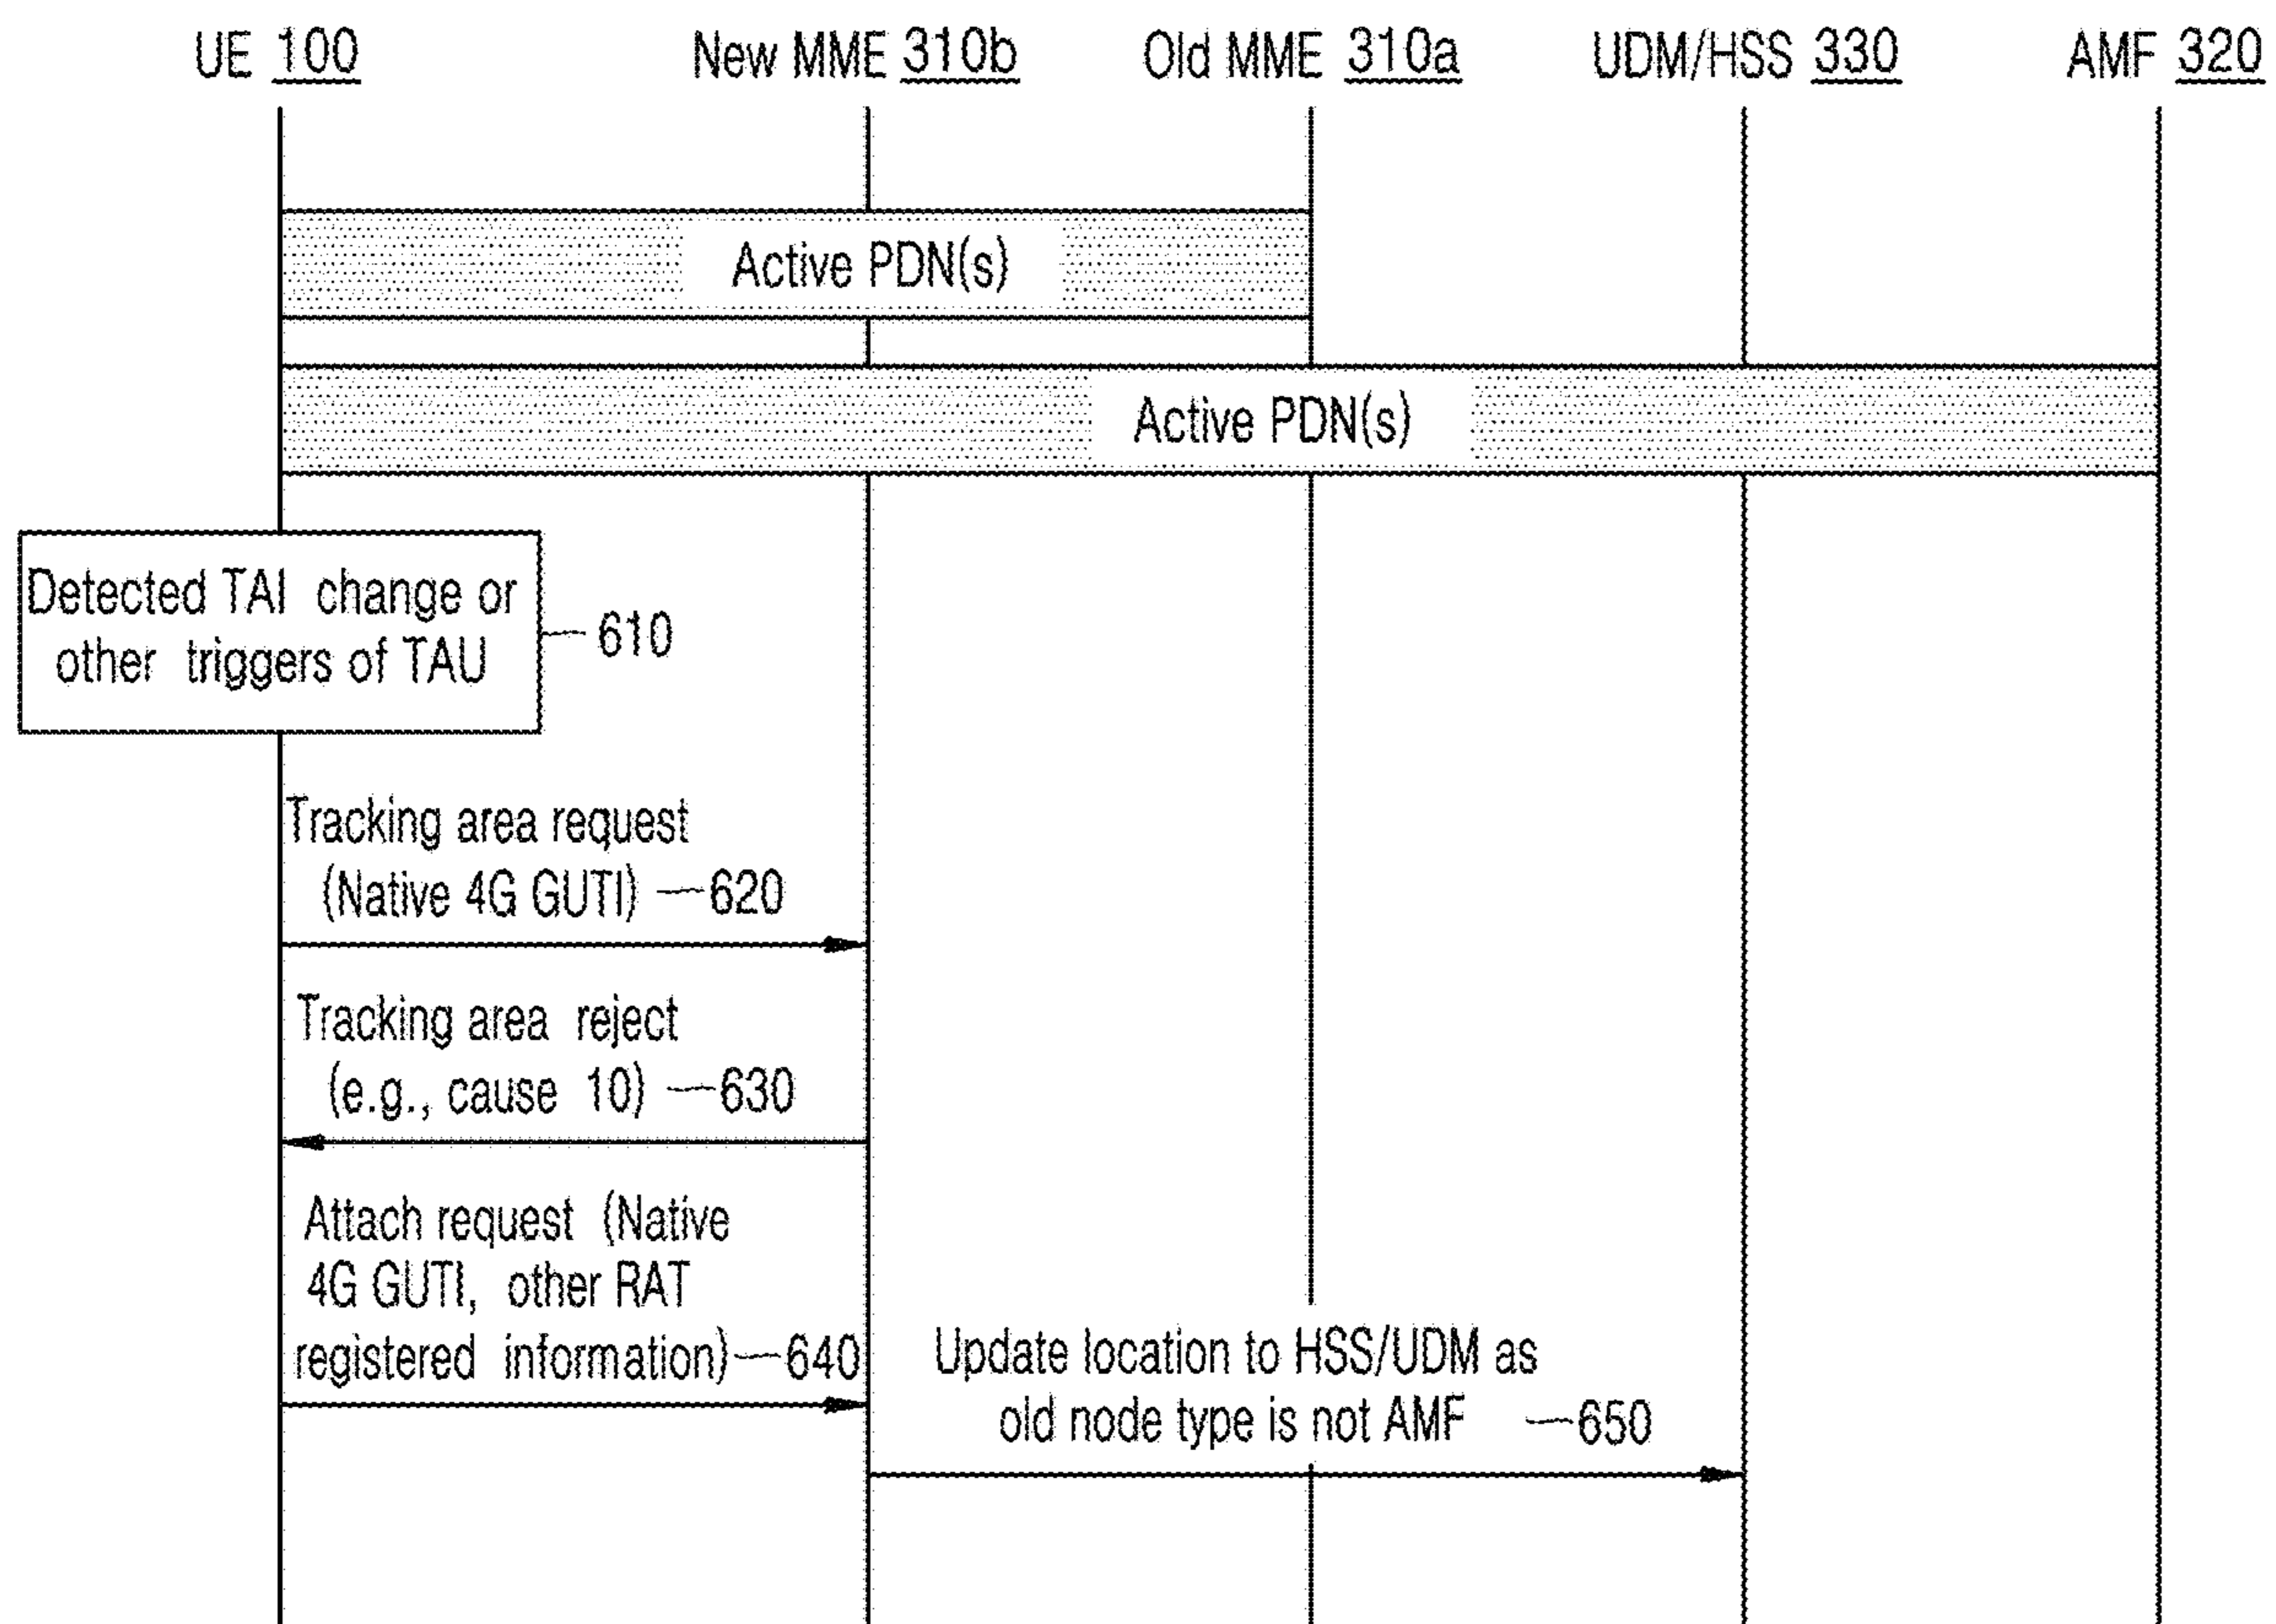 UE 100
New MME 310b
Old MME 310a
UDM/HSS 330
AMF 320
Active PDN(s)
Active PDN(s)
Detected TAI change or
other triggers of TAU
610
Tracking area request
(Native 4G GUTI) 620
Tracking area reject
(e.g., cause 10) 630
Attach request (Native
4G GUTI, other RAT
registered information) 640
Update location to HSS/UDM as
old node type is not AMF 650